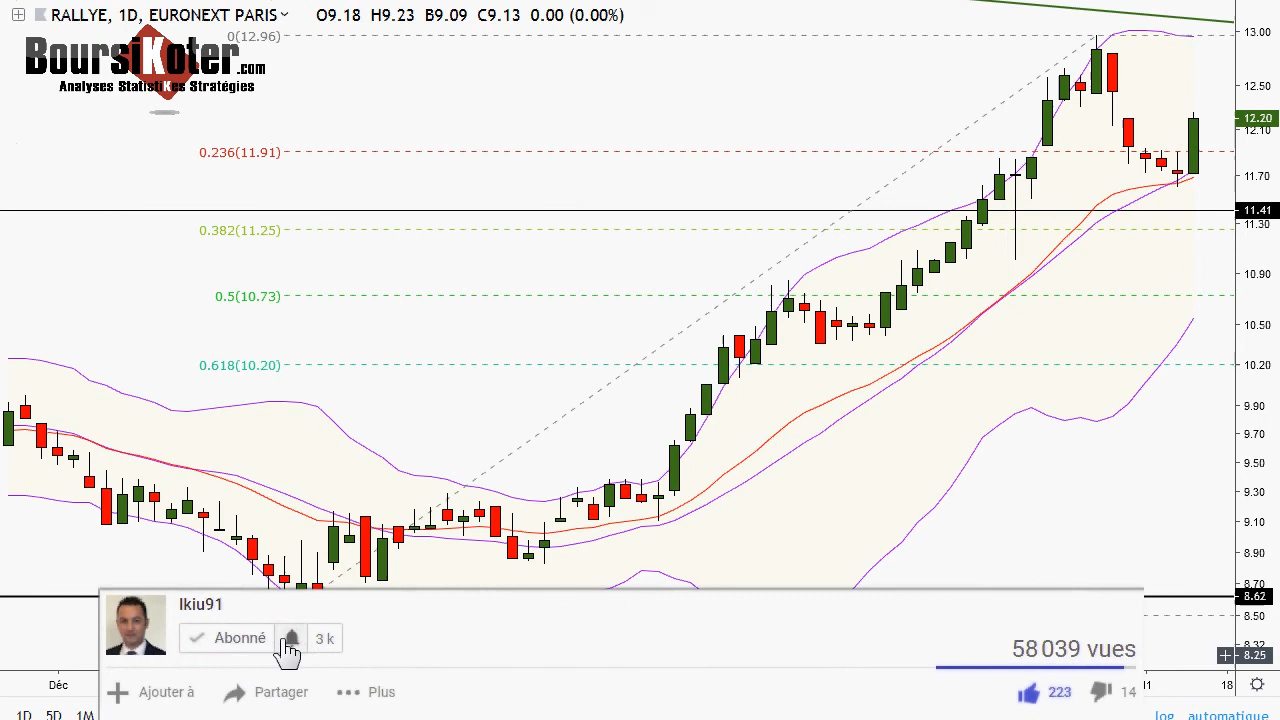 RALLYE, 1D, EURONEXT PARIS O9.18 H9.23 B9.09 C9.13 0.00 (0.00%)
BoursiKoter.com
Analyses StatistiKes Stratégies
0(12.96)
0.236(11.91)
0.382(11.25)
0.5(10.73)
0.618(10.20)
13.00
12.50
12.20
12.10
11.70
11.41
11.30
10.90
10.50
10.20
9.90
9.70
9.50
9.30
9.10
8.90
8.70
8.62
8.50
8.25
Ikiu91
Abonné 3 k
58 039 vues
Ajouter à Partager Plus
223 14
Déc
18
1D 5D 1M
log automatique